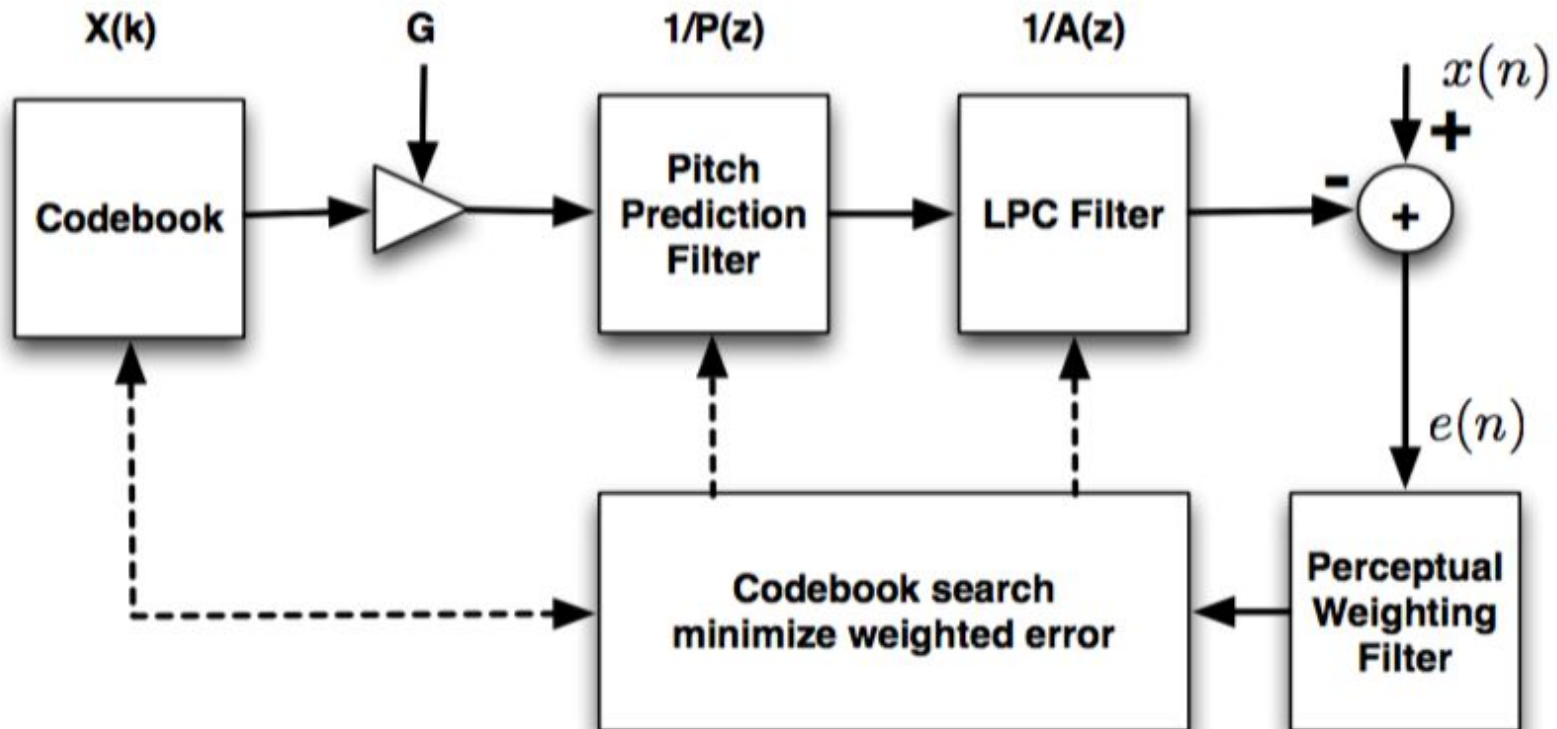 X(k)
G
1/P(z)
1/A(z)
x(n)
+
Codebook
Pitch
Prediction
Filter
LPC Filter
-
+
e(n)
Codebook search
minimize weighted error
Perceptual
Weighting
Filter